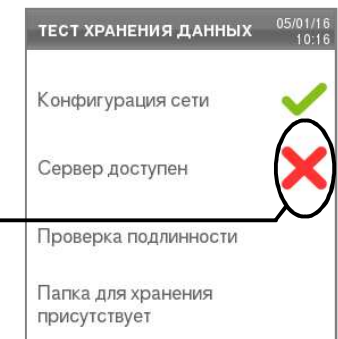 ТЕСТ ХРАНЕНИЯ ДАННЫХ 05/01/16
10:16
Конфигурация сети
Сервер доступен
Проверка подлинности
Папка для хранения
присутствует